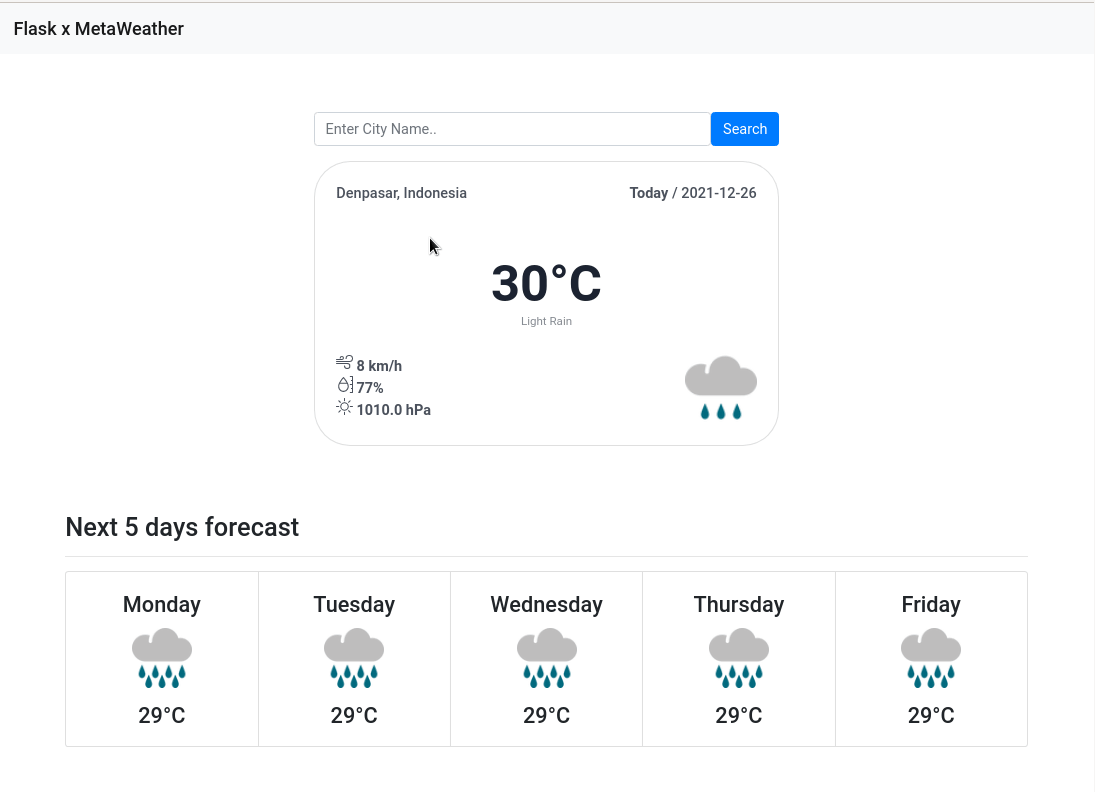 Flask x MetaWeather
Enter City Name.. Search
Denpasar, Indonesia Today / 2021-12-26
30°C
Light Rain
8 km/h
77%
1010.0 hPa
Next 5 days forecast
Monday Tuesday Wednesday Thursday Friday
29°C 29°C 29°C 29°C 29°C